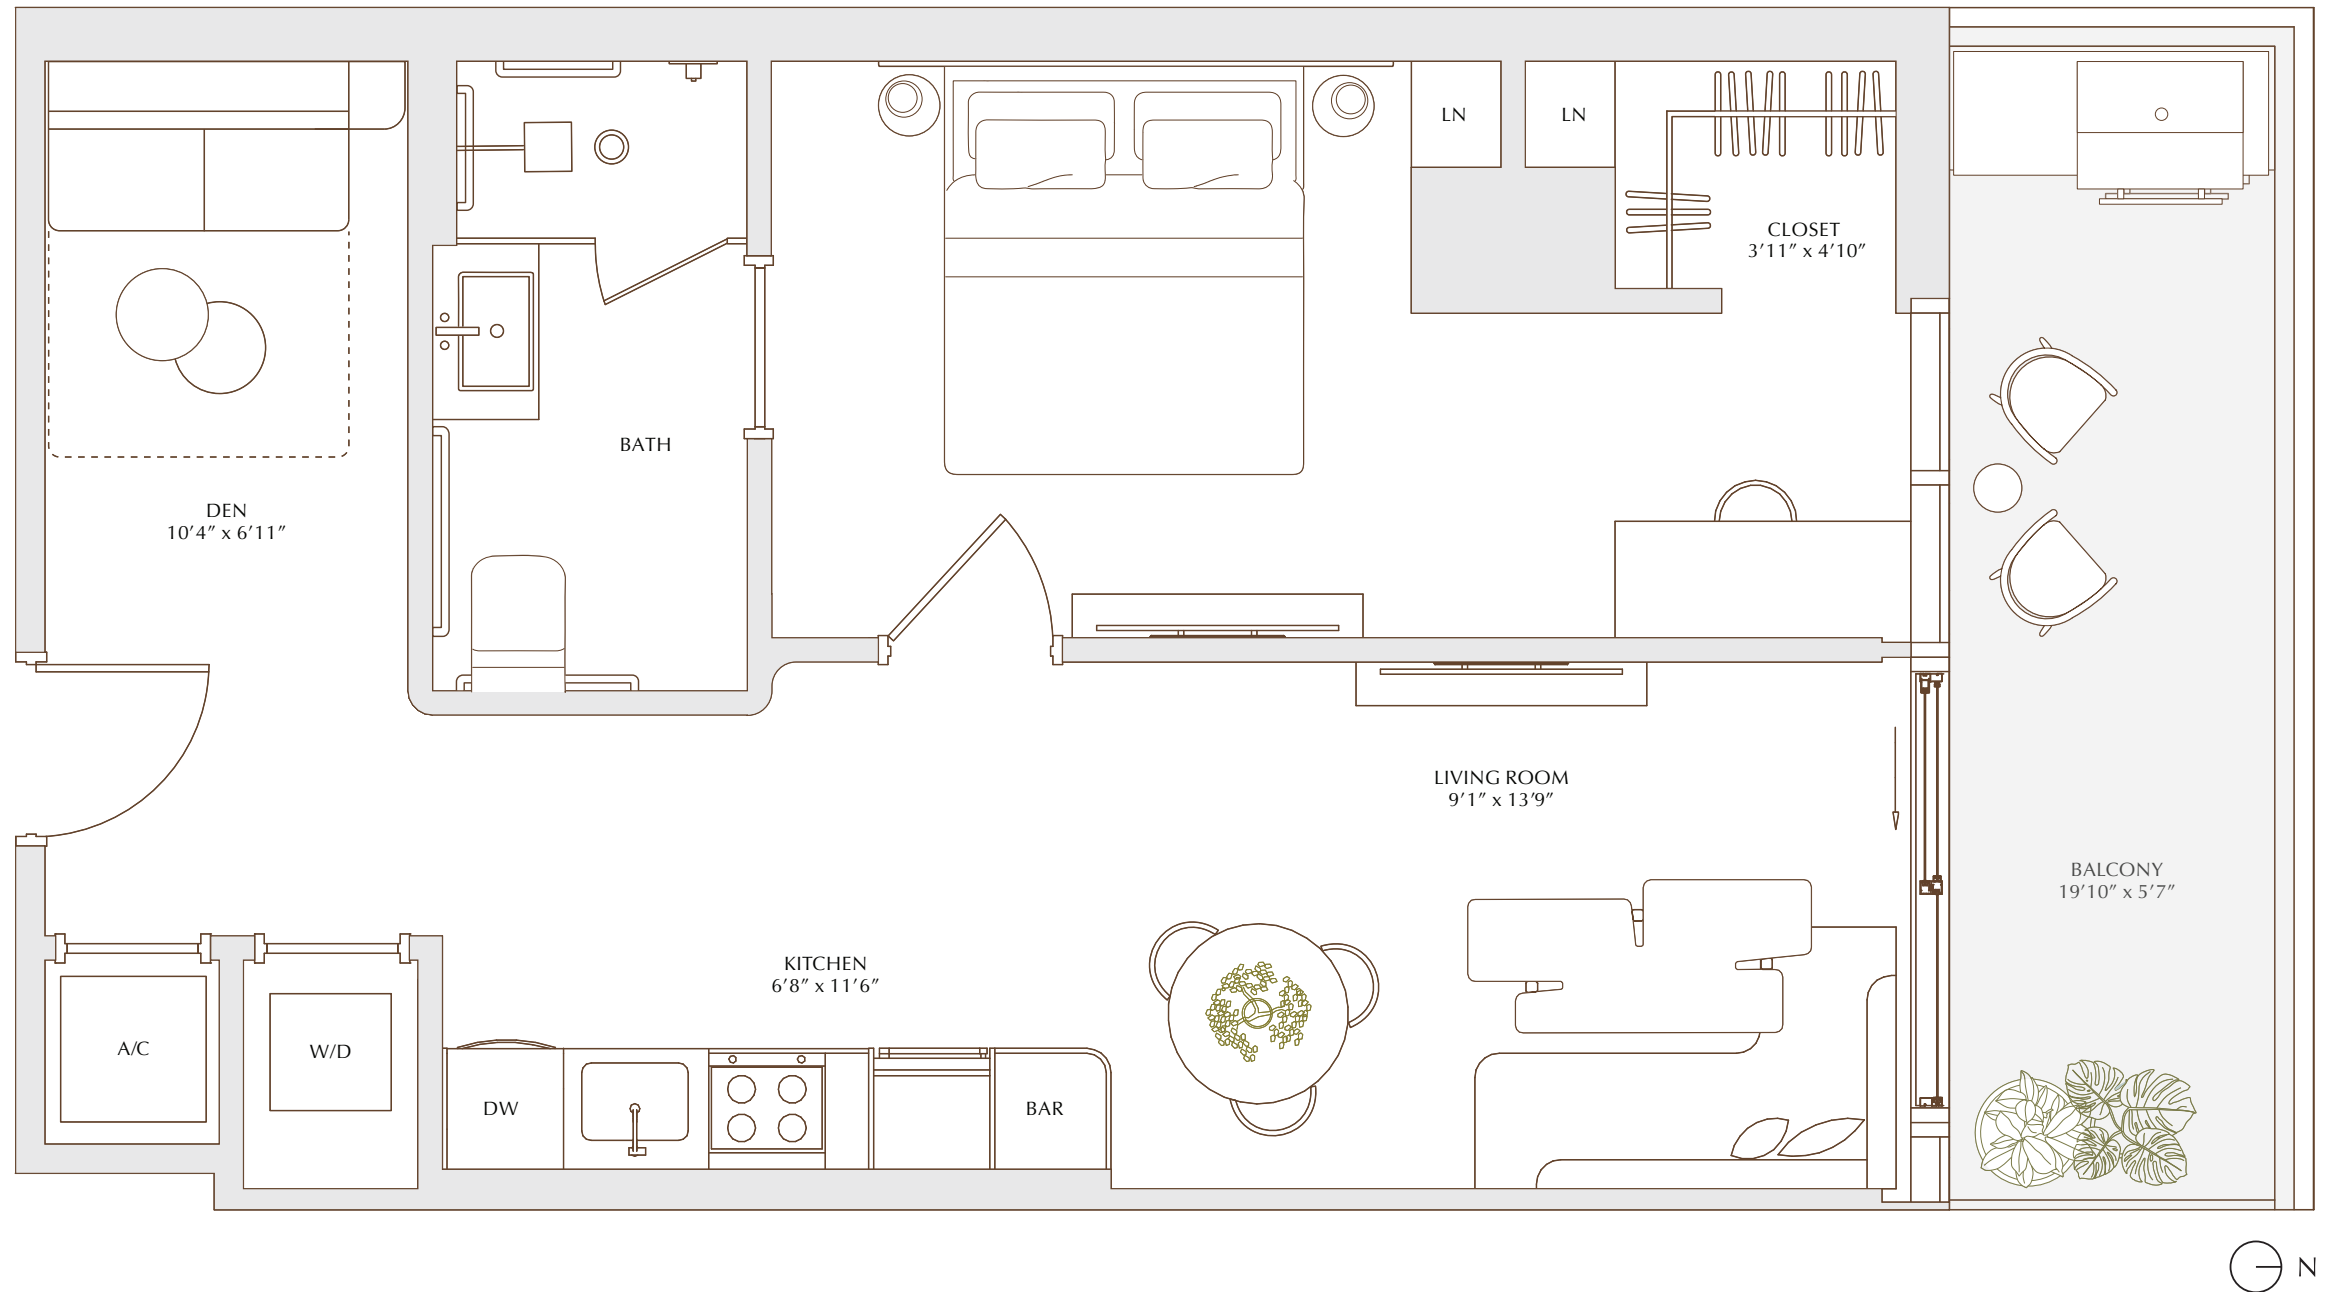 LN
LN
CLOSET
3’11” x 4’10”
BATH
DEN
10’4” x 6’11”
LIVING ROOM
9’1” x 13’9”
BALCONY
19’10” x 5’7”
KITCHEN
6’8” x 11’6”
A/C
W/D
DW
BAR
N